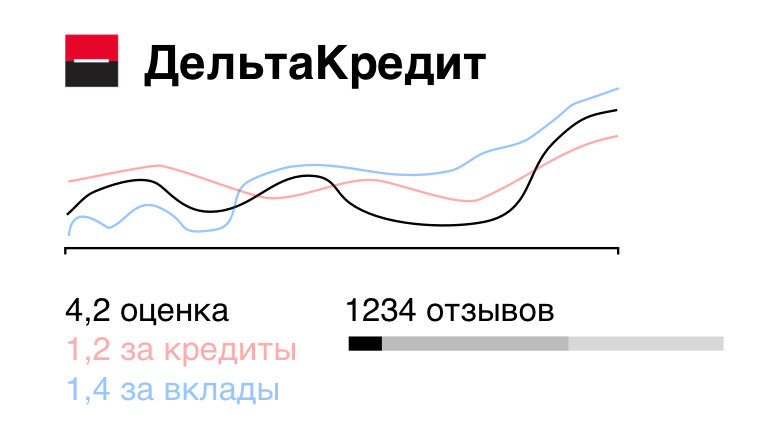 ДельтаКредит
4,2 оценка
1,2 за кредиты
1,4 за вклады
1234 отзывов